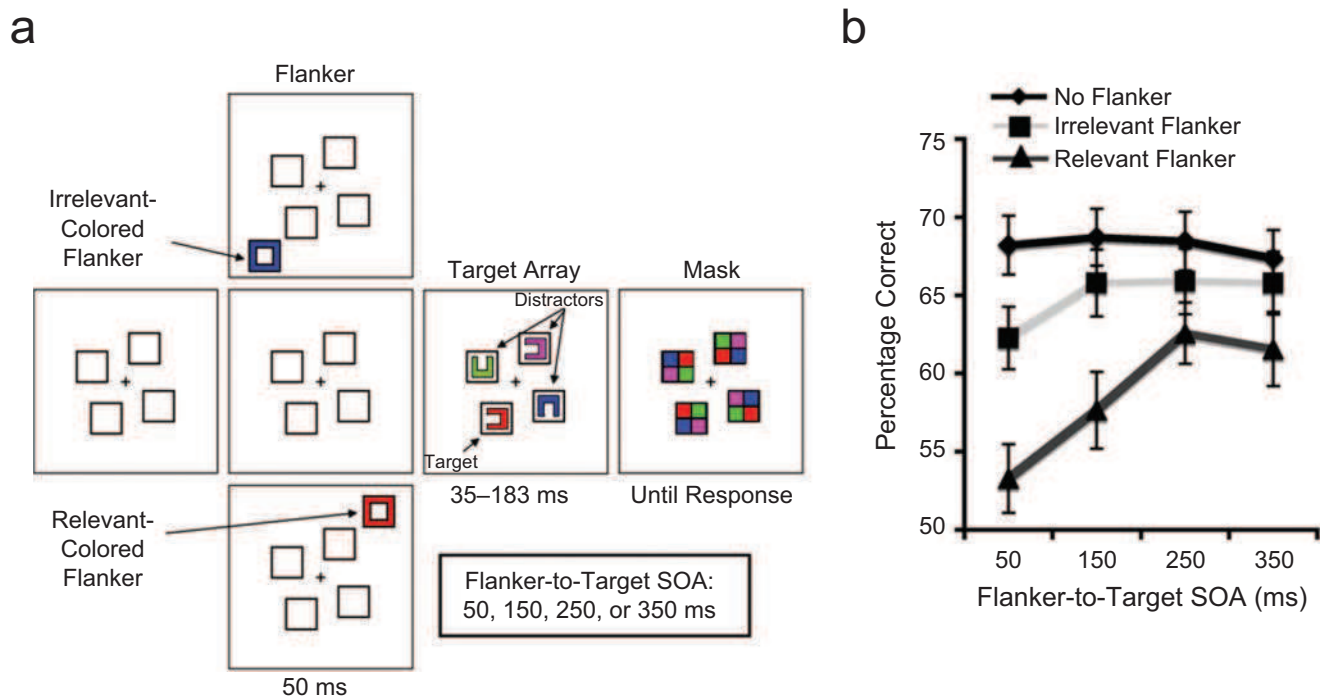 a
Flanker
Irrelevant-
Colored
Flanker
Target Array
Mask
Distractors
Target
35–183 ms
Until Response
Relevant-
Colored
Flanker
Flanker-to-Target SOA:
50, 150, 250, or 350 ms
50 ms
b
No Flanker
Irrelevant Flanker
Relevant Flanker
75
70
65
60
55
50
Percentage Correct
50 150 250 350
Flanker-to-Target SOA (ms)